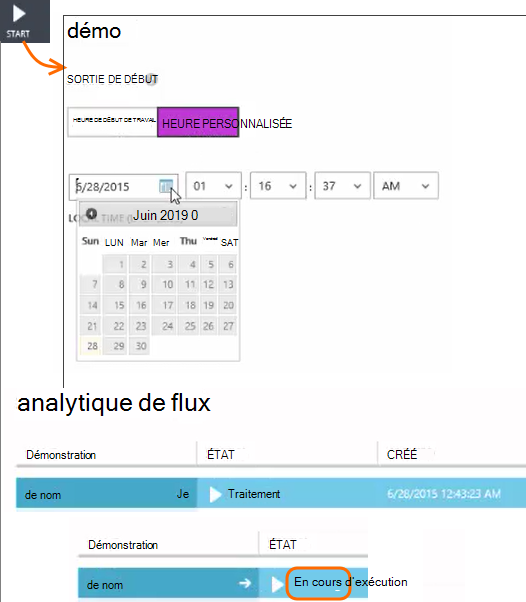 START
démo
SORTIE DE DÉBUT
HEURE DE DÉBUT DE TRAVAIL HEURE PERSONNALISÉE
6/28/2015 01 : 16 : 37 AM
TIME
Juin 2019 0
Sun LUN Mar Mer Thu Vendredi SAT
1 2 3 4 5 6
7 8 9 10 11 12 13
14 15 16 17 18 19 20
21 22 23 24 25 26 27
28 29 30
analytique de flux
Démonstration ÉTAT CRÉÉ
de nom Je Traitement 6/28/2015 12:43:23 AM
Démonstration ÉTAT
de nom → En cours d'exécution